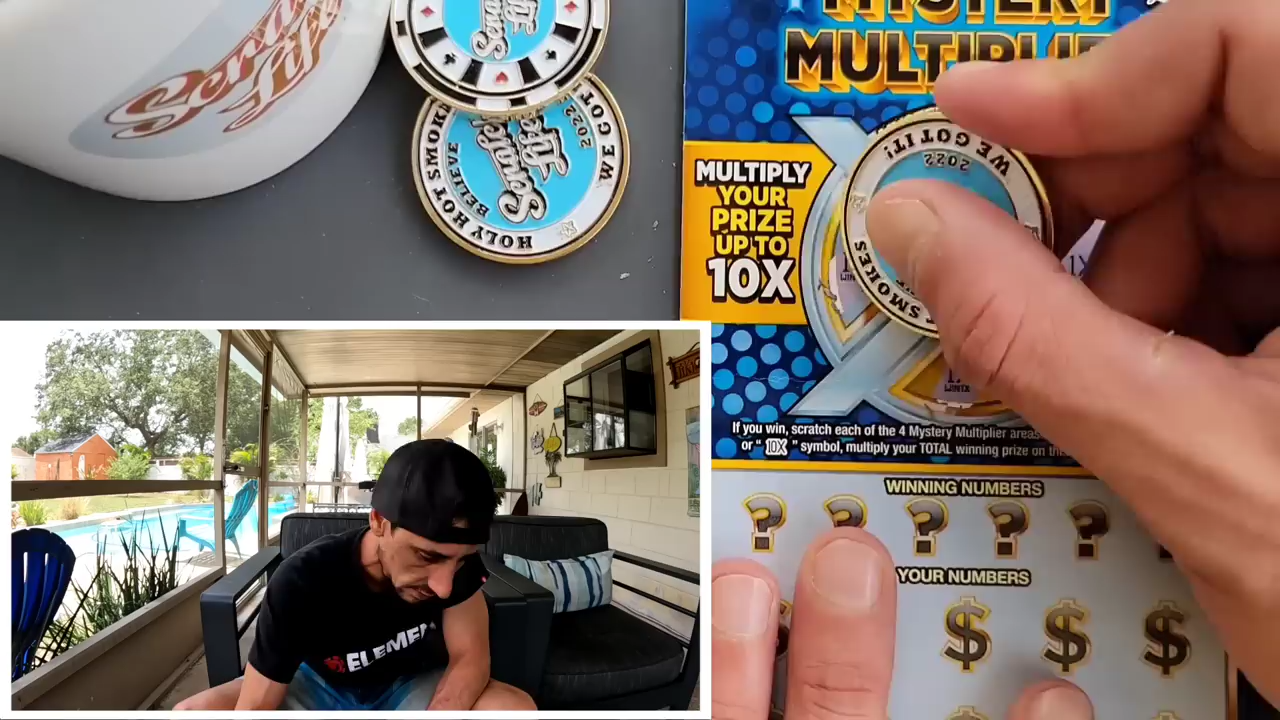 MYSTERY
MULTIPLIE
MULTIPLY
YOUR
PRIZE
UP TO
10X
WE GOT IT!
2022
SMOKES
HOLY HOT SMOK
BELIEVE
2022
WE GOT
If you win, scratch each of the 4 Mystery Multiplier areas
or " 10X " symbol, multiply your TOTAL winning prize on th
WINNING NUMBERS
YOUR NUMBERS
ELEMEN